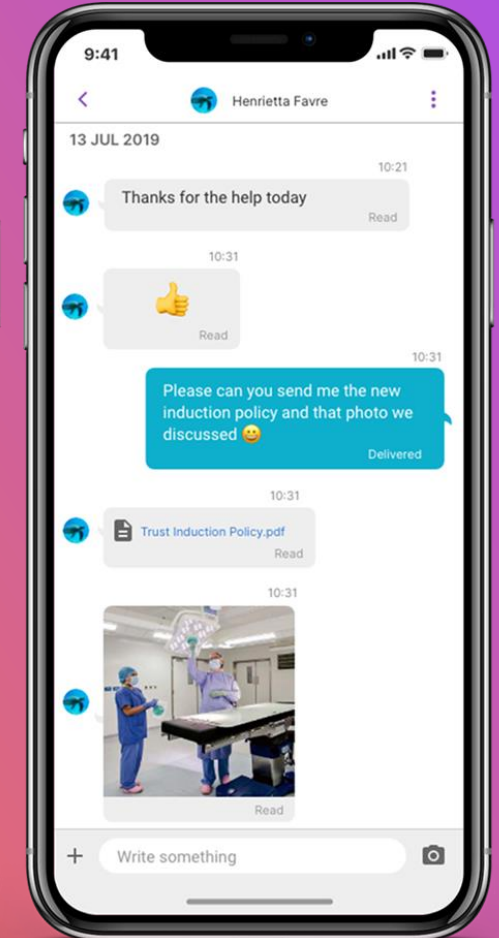 9:41
Henrietta Favre
13 JUL 2019
10:21
Thanks for the help today
Read
10:31
👍
Read
10:31
Please can you send me the new
induction policy and that photo we
discussed 😀
Delivered
10:31
Trust Induction Policy.pdf
Read
10:31
Read
Write something